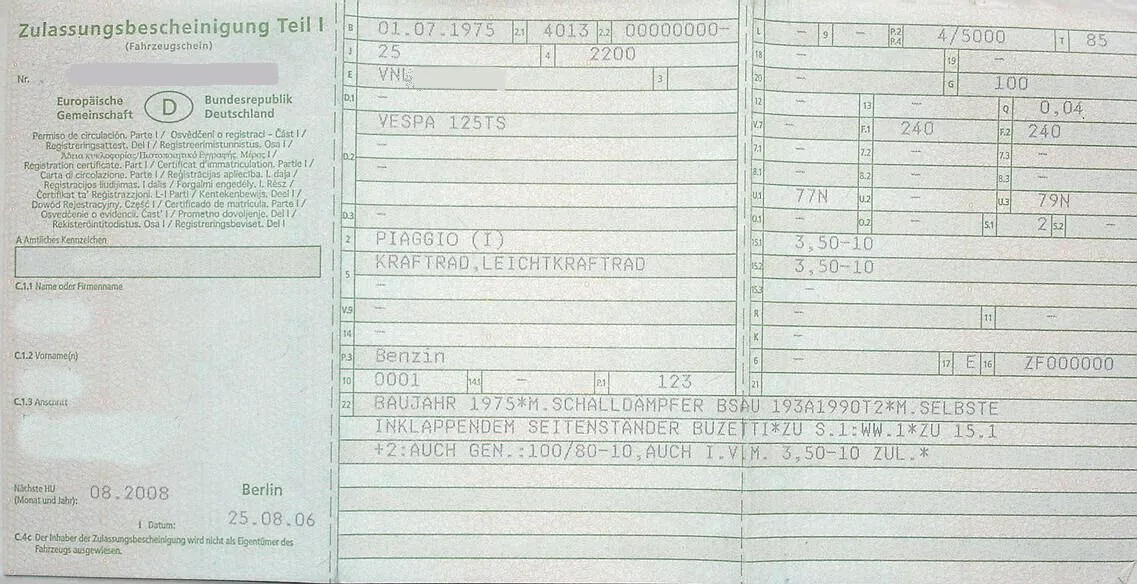 Zulassungsbescheinigung Teil I
(Fahrzeugschein)
Nr.
Europäische Gemeinschaft D Bundesrepublik Deutschland
Permiso de circulación. Parte I / Osvědčení o registraci – Část I /
Registreringsattest. Del I / Registreerimistunnistus. Osa I /
Άδεια κυκλοφορίας/Πιστοποιητικό Εγγραφής. Μέρος I /
Registration certificate. Part I / Certificat d'immatriculation. Partie I /
Carta di circolazione. Parte I / Reģistrācijas apliecība. I. daļa /
Registracijos liudijimas. I dalis / Forgalmi engedély. I. Rész /
Ċertifikat ta' Reġistrazzjoni. L-I Parti / Kentekenbewijs. Deel I /
Dowód Rejestracyjny. Część I / Certificado de matrícula. Parte I /
Osvedčenie o evidencii. Časť I / Prometno dovoljenje. Del I /
Rekisteröintitodistus. Osa I / Registreringsbeviset. Del I
A Amtliches Kennzeichen
C.1.1 Name oder Firmenname
C.1.2 Vorname(n)
C.1.3 Anschrift
Nächste HU
(Monat und Jahr): 08.2008 Berlin
I Datum: 25.08.06
C.4c Der Inhaber der Zulassungsbescheinigung wird nicht als Eigentümer des
Fahrzeugs ausgewiesen.
B 01.07.1975 2.1 4013 2.2 00000000-
J 25 4 2200
E VNL 3
D.1 –
VESPA 125TS
D.2 –
–
D.3 –
2 PIAGGIO (I)
5 KRAFTRAD,LEICHTKRAFTRAD
–
V.9 –
14 –
P.3 Benzin
10 0001 14.1 – P.1 123
22 BAUJAHR 1975*M.SCHALLDÄMPFER BSAU 193A1990T2*M.SELBSTE
INKLAPPENDEM SEITENSTÄNDER BUZETTI*ZU S.1:WW.1*ZU 15.1
+2:AUCH GEN.:100/80-10,AUCH I.V.M. 3,50-10 ZUL.*
L – 9 – P.2 P.4 4/5000 T 85
18 – 19 –
20 – G 100
12 – 13 – Q 0,04
V.7 – F.1 240 F.2 240
7.1 – 7.2 – 7.3 –
8.1 – 8.2 – 8.3 –
U.1 77N U.2 – U.3 79N
O.1 – O.2 – S.1 2 S.2 –
15.1 3,50-10
15.2 3,50-10
15.3 –
R – 11 –
K –
6 – 17 E 16 ZF000000
21